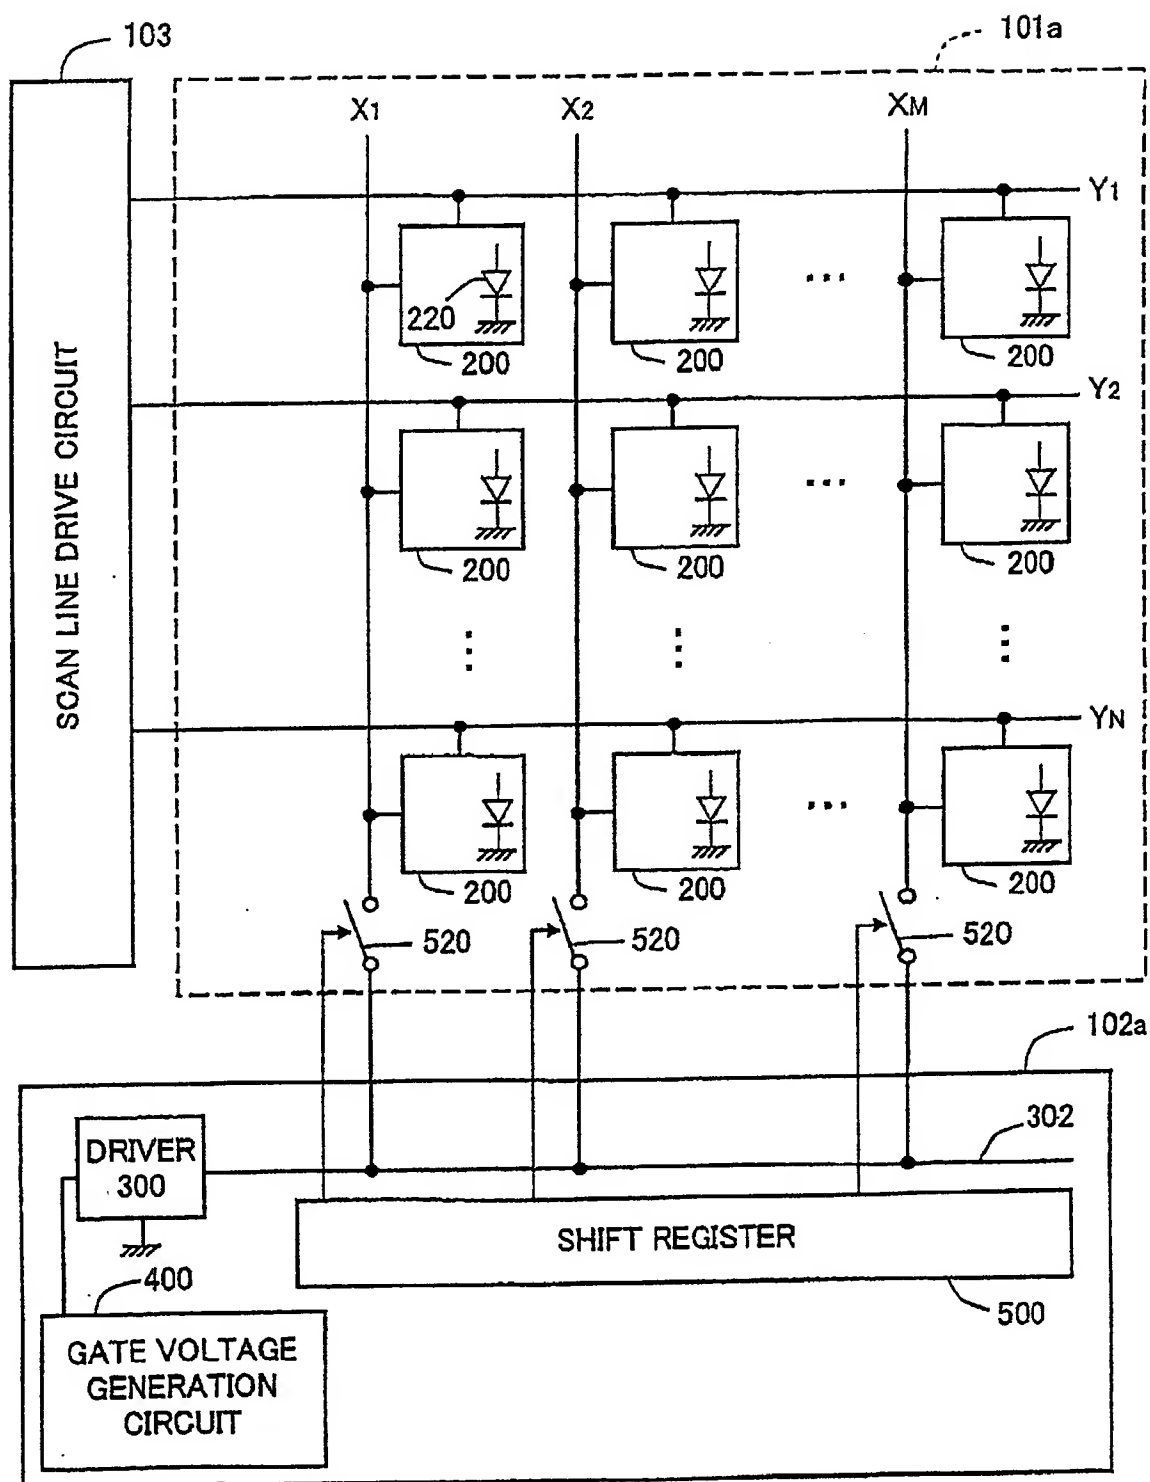 103
101a
X1
X2
XM
Y1
220
200
200
200
Y2
200
200
200
SCAN LINE DRIVE CIRCUIT
YN
200
200
200
520
520
520
102a
302
DRIVER
300
SHIFT REGISTER
400
500
GATE VOLTAGE
GENERATION
CIRCUIT